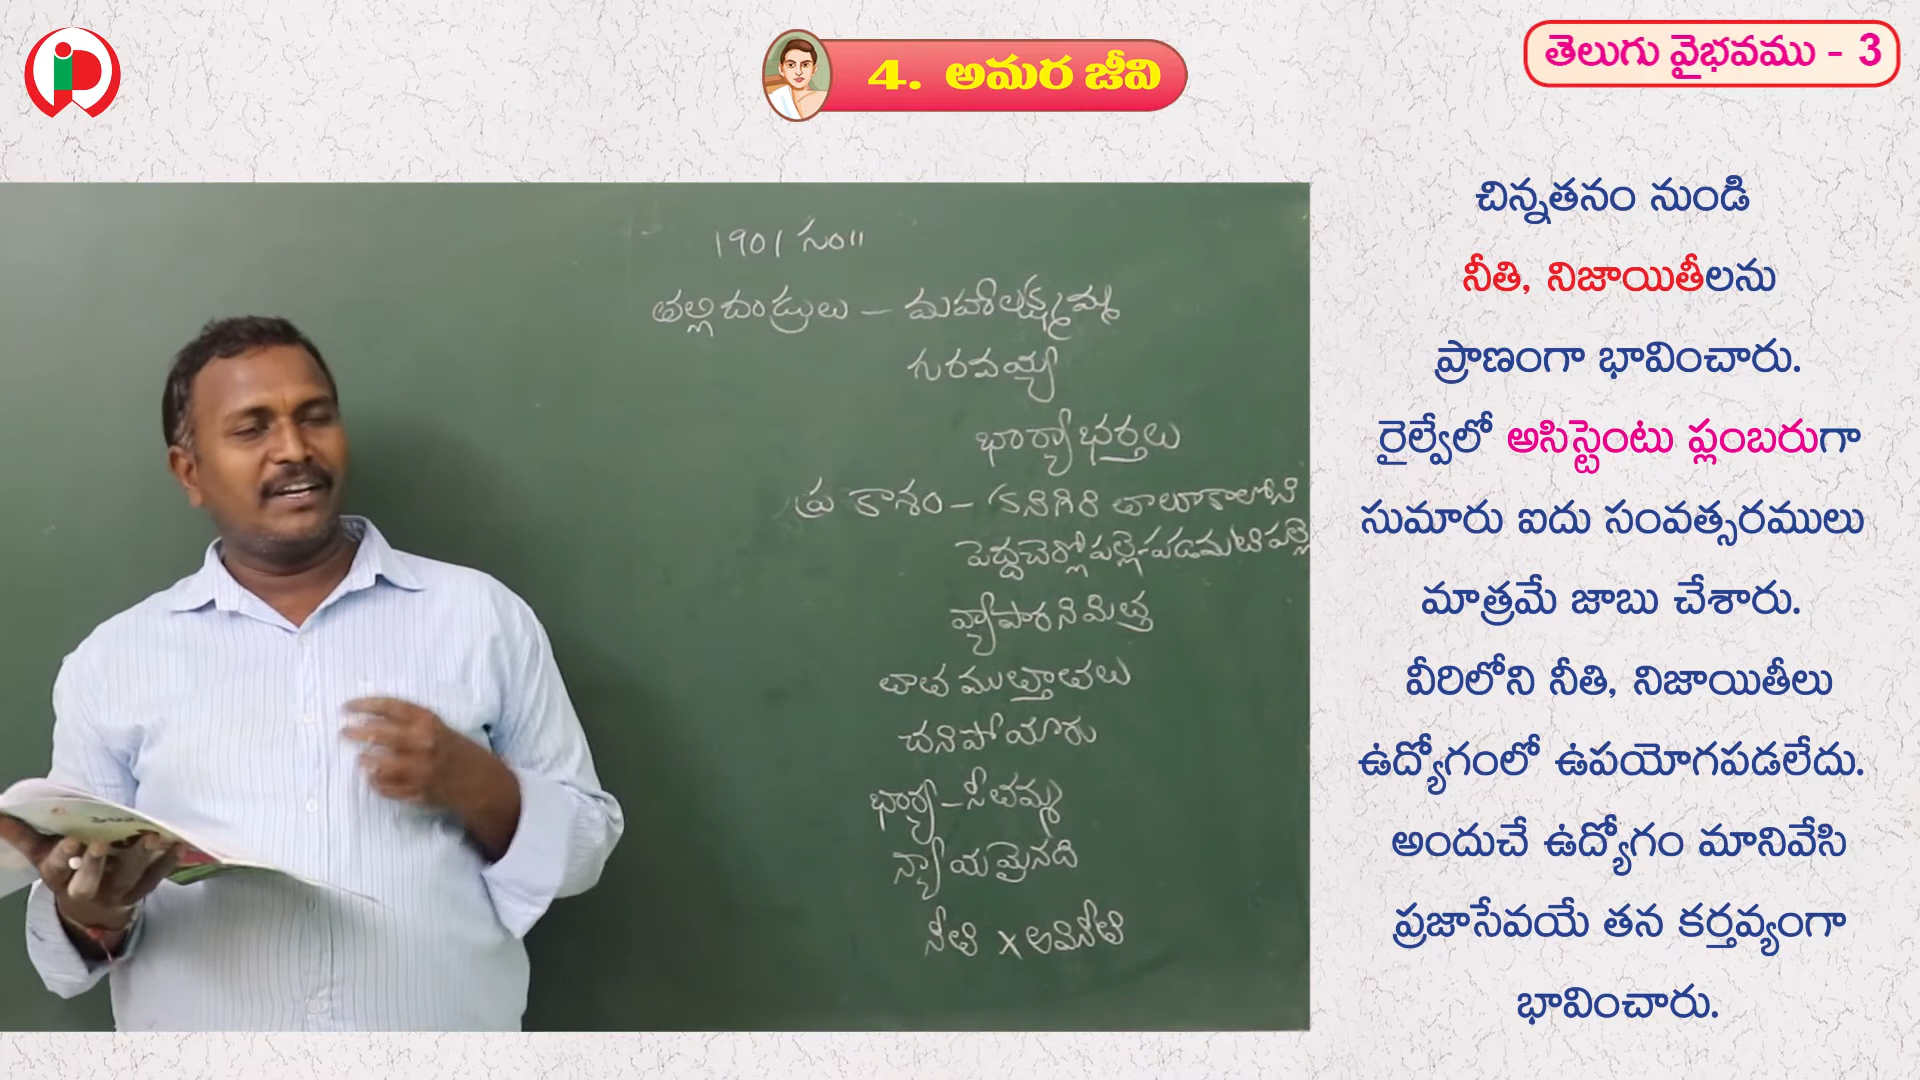 4. అమర జీవి
తెలుగు వైభవము - 3
1901 సం॥
తల్లిదండ్రులు – మహాలక్ష్మమ్మ
గురవయ్య
భార్యాభర్తలు
ప్రకాశం – కనిగిరి తాలూకాలోని
పెద్దచెర్లోపల్లె-పడమటిపల్లె
వ్యాపార నిమిత్త
తాత ముత్తాతలు
చనిపోయారు
భార్య – సీతమ్మ
న్యాయమైనది
నీతి x అవినీతి
చిన్నతనం నుండి
నీతి, నిజాయితీలను
ప్రాణంగా భావించారు.
రైల్వేలో అసిస్టెంటు ప్లంబరుగా
సుమారు ఐదు సంవత్సరములు
మాత్రమే జాబు చేశారు.
వీరిలోని నీతి, నిజాయితీలు
ఉద్యోగంలో ఉపయోగపడలేదు.
అందుచే ఉద్యోగం మానివేసి
ప్రజాసేవయే తన కర్తవ్యంగా
భావించారు.